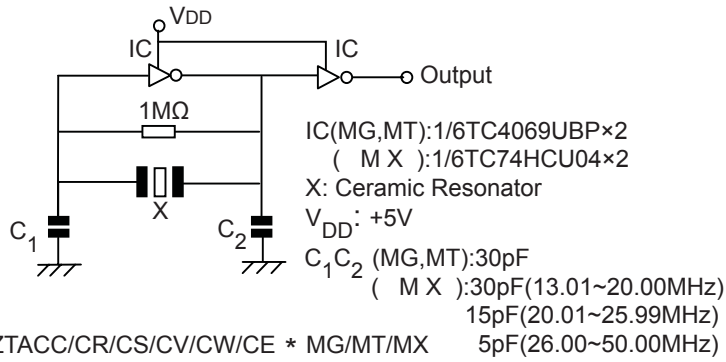 VDD
IC IC
Output
1MΩ
X
C1 C2
IC(MG,MT):1/6TC4069UBP×2
( M X ):1/6TC74HCU04×2
X: Ceramic Resonator
VDD: +5V
C1C2 (MG,MT):30pF
( M X ):30pF(13.01~20.00MHz)
15pF(20.01~25.99MHz)
5pF(26.00~50.00MHz)
ZTACC/CR/CS/CV/CW/CE * MG/MT/MX